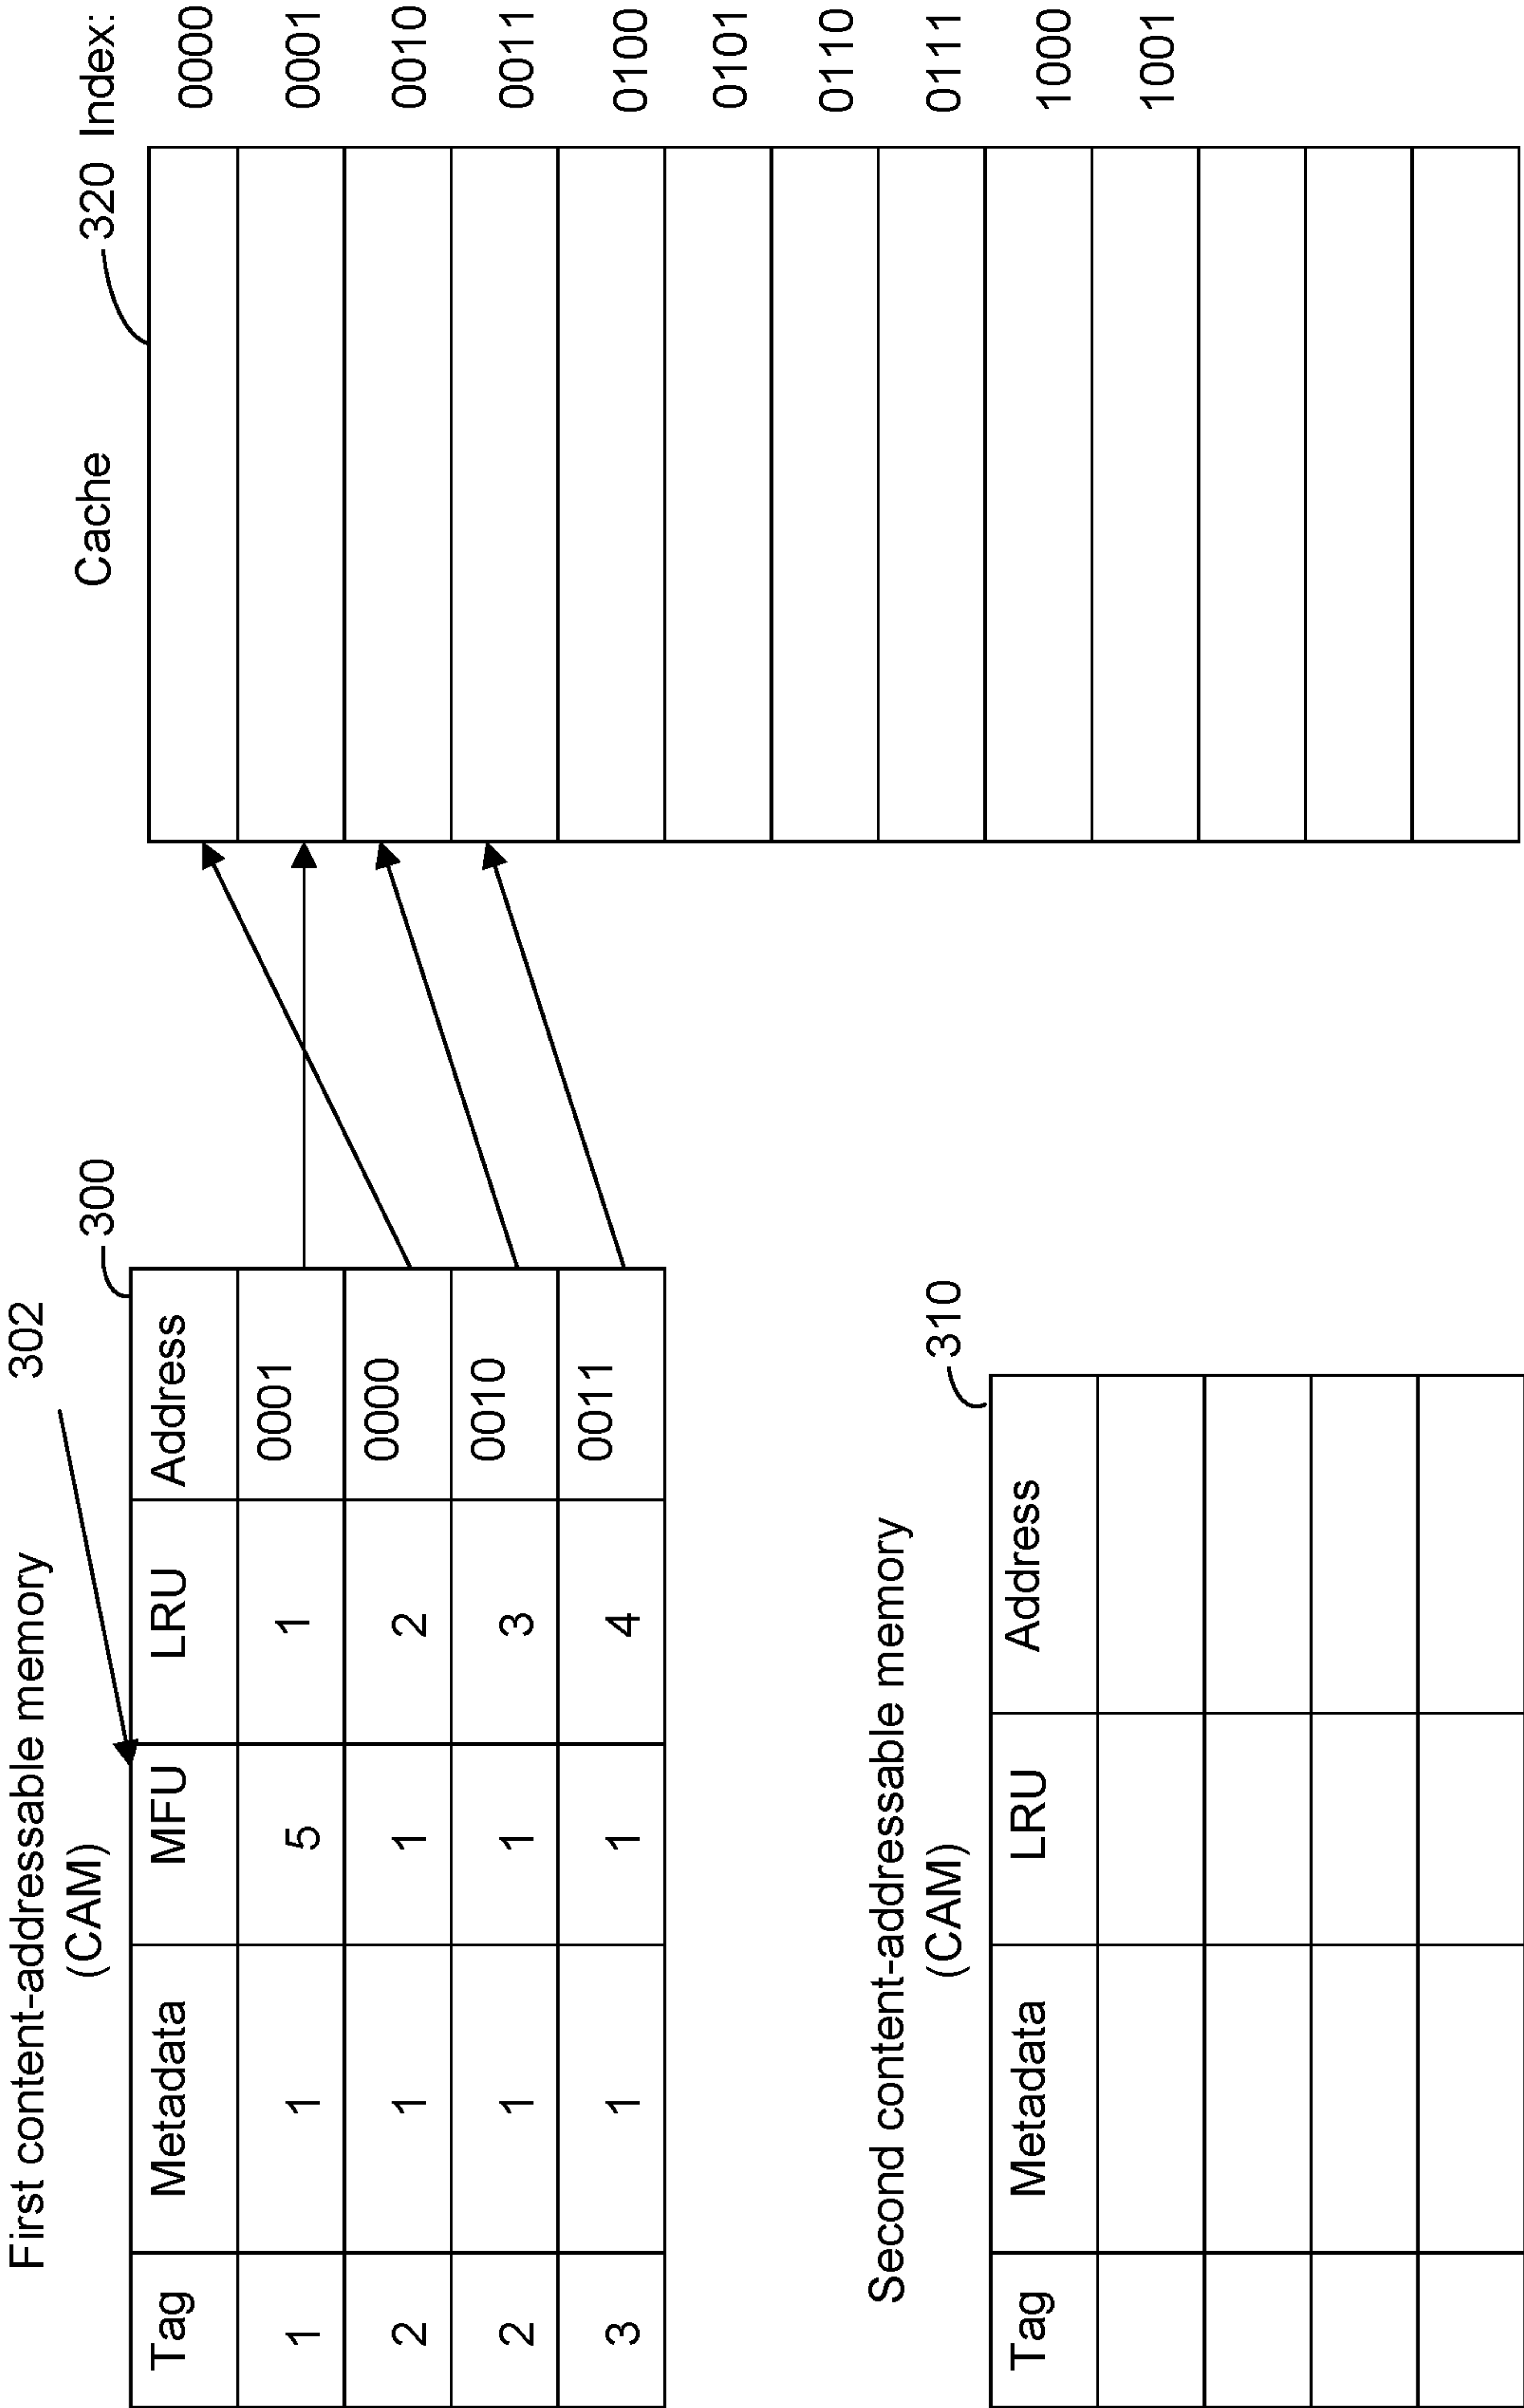 302
First content-addressable memory
(CAM)
300
Tag Metadata MFU LRU Address
1 1 5 1 0001
2 1 1 2 0000
2 1 1 3 0010
3 1 1 4 0011
Second content-addressable memory
(CAM)
310
Tag Metadata LRU Address
Cache
320
Index:
0000
0001
0010
0011
0100
0101
0110
0111
1000
1001